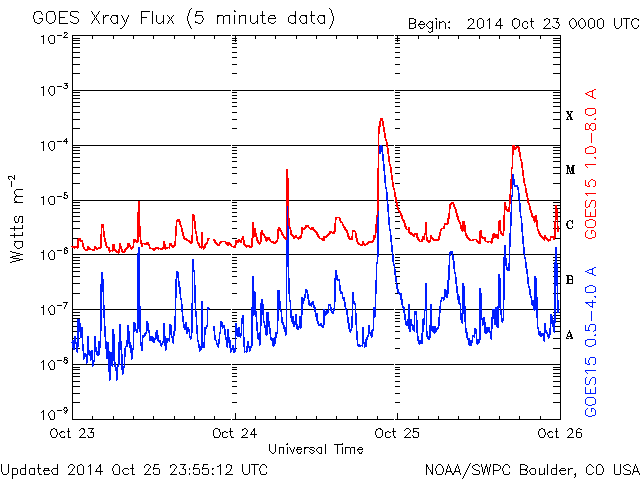 GOES Xray Flux (5 minute data)
Begin: 2014 Oct 23 0000 UTC
10⁻²
10⁻³
10⁻⁴
10⁻⁵
10⁻⁶
10⁻⁷
10⁻⁸
10⁻⁹
Watts m⁻²
X
M
C
B
A
GOES15 1.0-8.0 A
GOES15 0.5-4.0 A
Oct 23
Oct 24
Oct 25
Oct 26
Universal Time
Updated 2014 Oct 25 23:55:12 UTC
NOAA/SWPC Boulder, CO USA